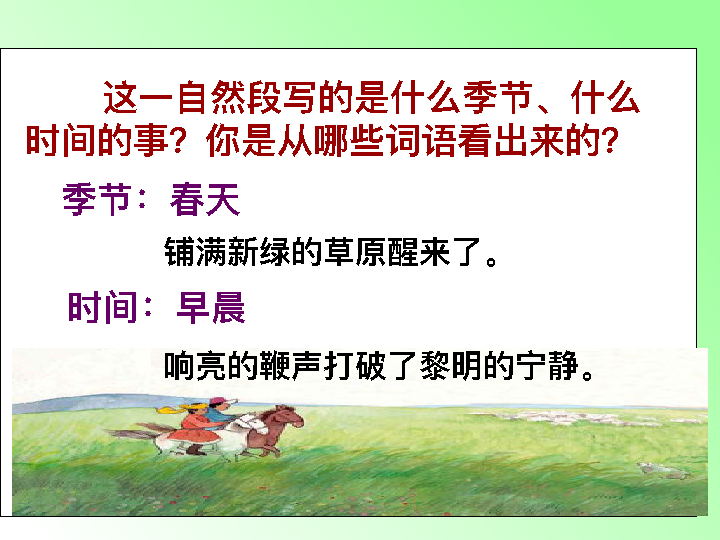 这一自然段写的是什么季节、什么
时间的事？你是从哪些词语看出来的？
季节：春天
铺满新绿的草原醒来了。
时间：早晨
响亮的鞭声打破了黎明的宁静。